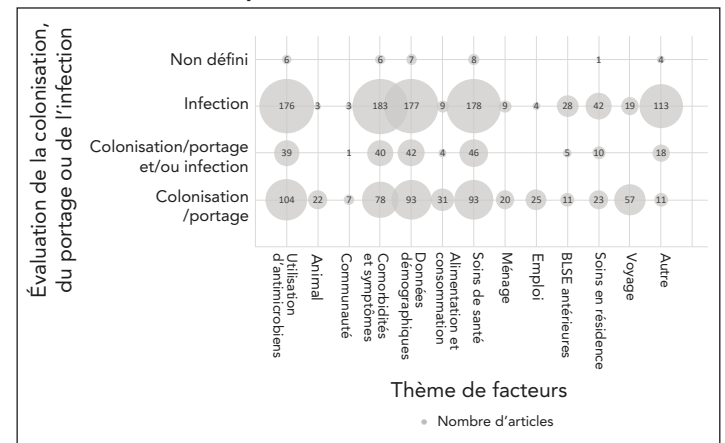 Évaluation de la colonisation,
du portage ou de l'infection
Non défini
6 6 7 8 1 4
Infection
176 3 3 183 177 9 178 9 4 28 42 19 113
Colonisation/portage
et/ou infection
39 1 40 42 4 46 5 10 18
Colonisation
/portage
104 22 7 78 93 31 93 20 25 11 23 57 11
Utilisation
d'antimicrobiens
Animal
Communauté
Comorbidités
et symptômes
Données
démographiques
Alimentation et
consommation
Soins de santé
Ménage
Emploi
BLSE antérieures
Soins en résidence
Voyage
Autre
Thème de facteurs
Nombre d'articles